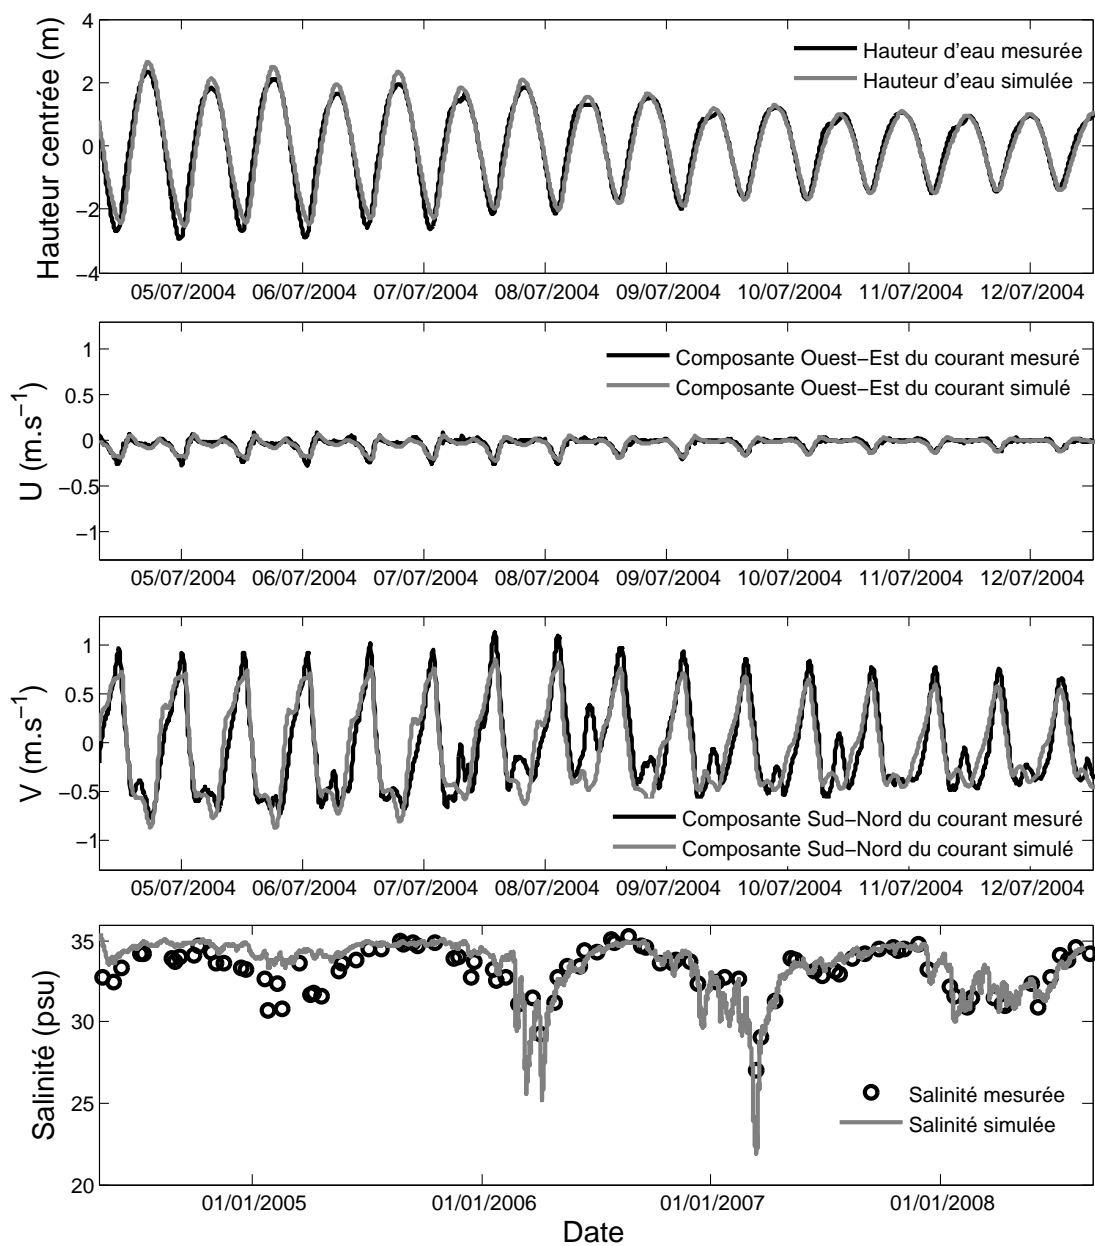 Hauteur centrée (m)
4
2
0
−2
−4
Hauteur d'eau mesurée
Hauteur d'eau simulée
05/07/2004 06/07/2004 07/07/2004 08/07/2004 09/07/2004 10/07/2004 11/07/2004 12/07/2004
U (m.s−1)
1
0.5
0
−0.5
−1
Composante Ouest−Est du courant mesuré
Composante Ouest−Est du courant simulé
05/07/2004 06/07/2004 07/07/2004 08/07/2004 09/07/2004 10/07/2004 11/07/2004 12/07/2004
V (m.s−1)
1
0.5
0
−0.5
−1
Composante Sud−Nord du courant mesuré
Composante Sud−Nord du courant simulé
05/07/2004 06/07/2004 07/07/2004 08/07/2004 09/07/2004 10/07/2004 11/07/2004 12/07/2004
Salinité (psu)
35
30
25
20
Salinité mesurée
Salinité simulée
01/01/2005 01/01/2006 01/01/2007 01/01/2008
Date